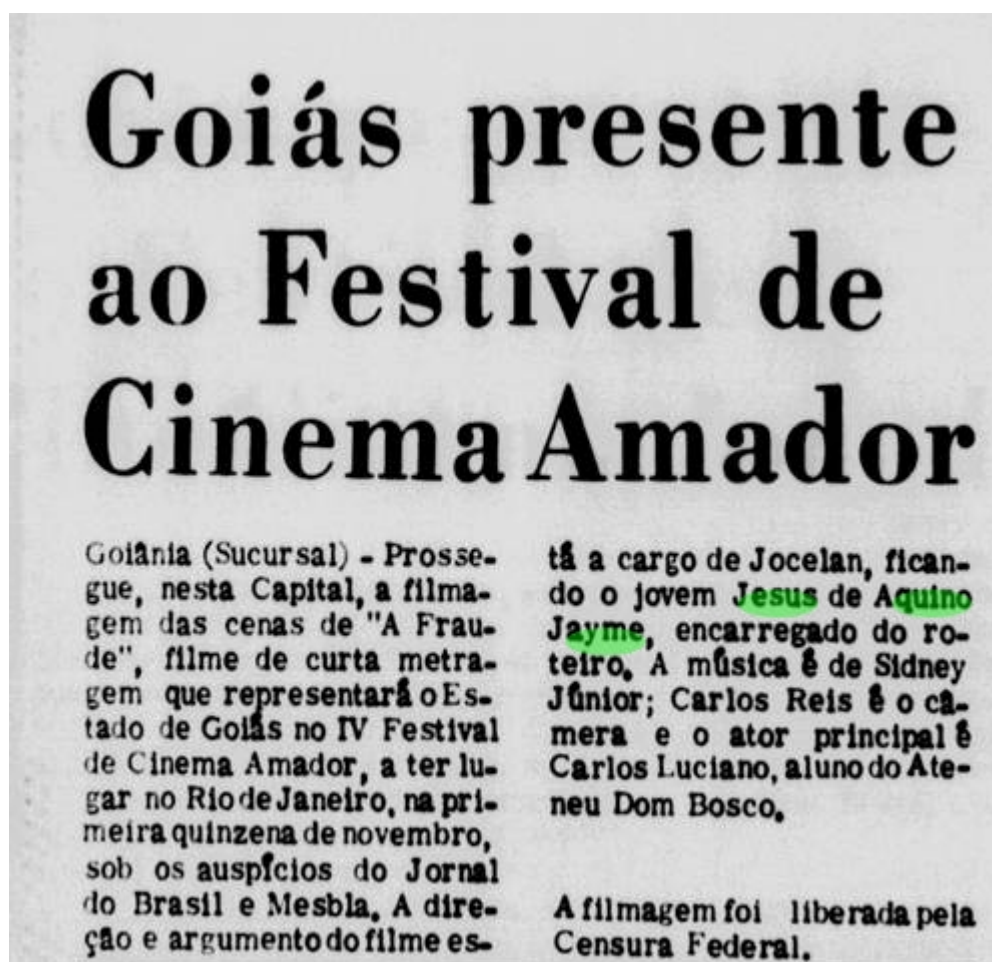 Goiás presente
ao Festival de
Cinema Amador
Goiânia (Sucursal) - Prosse-
gue, nesta Capital, a filma-
gem das cenas de "A Frau-
de", filme de curta metra-
gem que representará o Es-
tado de Goiás no IV Festival
de Cinema Amador, a ter lu-
gar no Rio de Janeiro, na pri-
meira quinzena de novembro,
sob os auspícios do Jornal
do Brasil e Mesbla. A dire-
ção e argumento do filme es-
tá a cargo de Jocelan, fican-
do o jovem Jesus de Aquino
Jayme, encarregado do ro-
teiro. A música é de Sidney
Júnior; Carlos Reis é o câ-
mera e o ator principal é
Carlos Luciano, aluno do Ate-
neu Dom Bosco.
A filmagem foi liberada pela
Censura Federal.